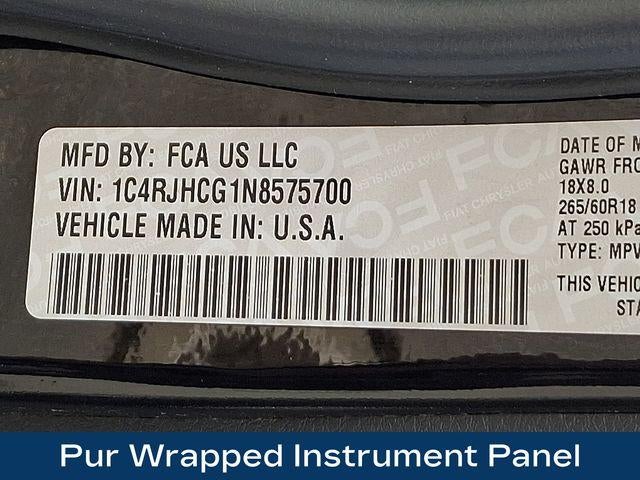 MFD BY: FCA US LLC
VIN: 1C4RJHCG1N8575700
VEHICLE MADE IN: U.S.A.
DATE OF M
GAWR FRO
18X8.0
265/60R18
AT 250 kPa
TYPE: MPV
THIS VEHIC
STA
Pur Wrapped Instrument Panel